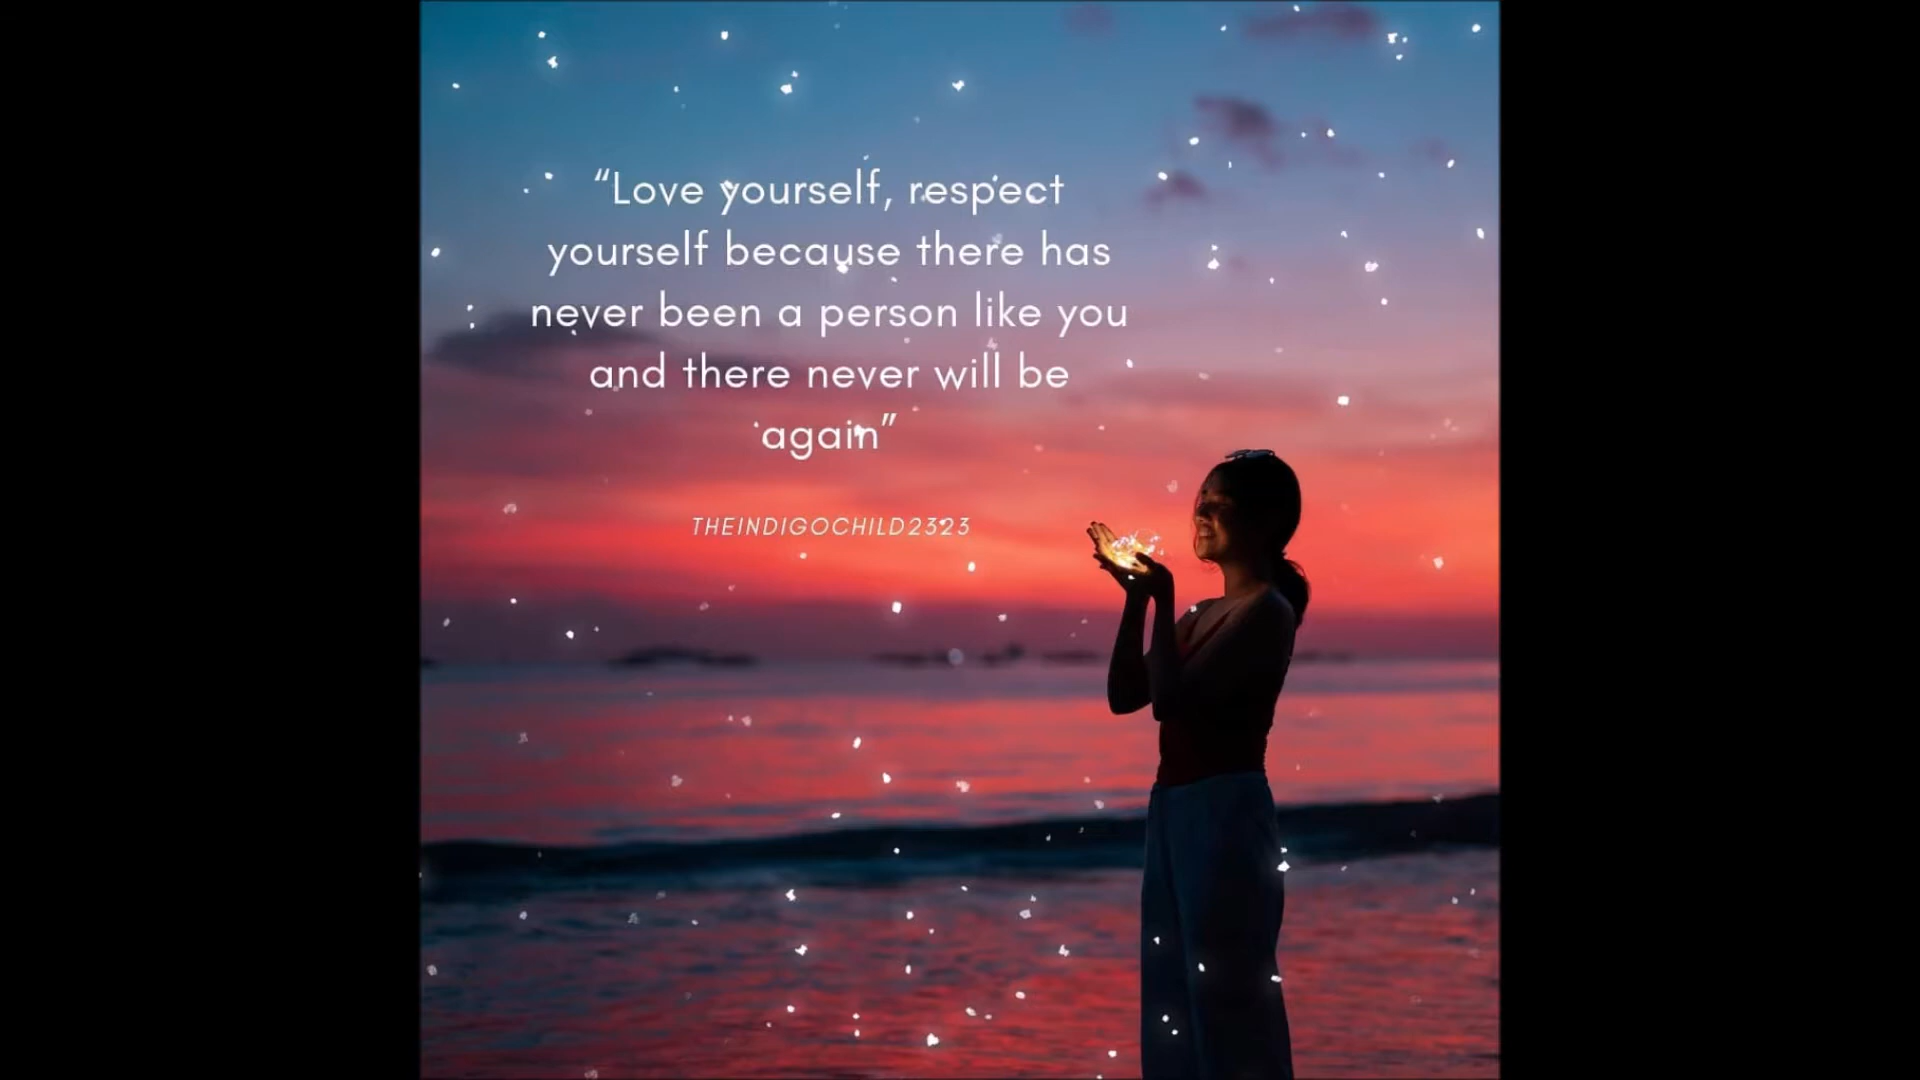 “Love yourself, respect
yourself because there has
never been a person like you
and there never will be
again”
THEINDIGOCHILD2323